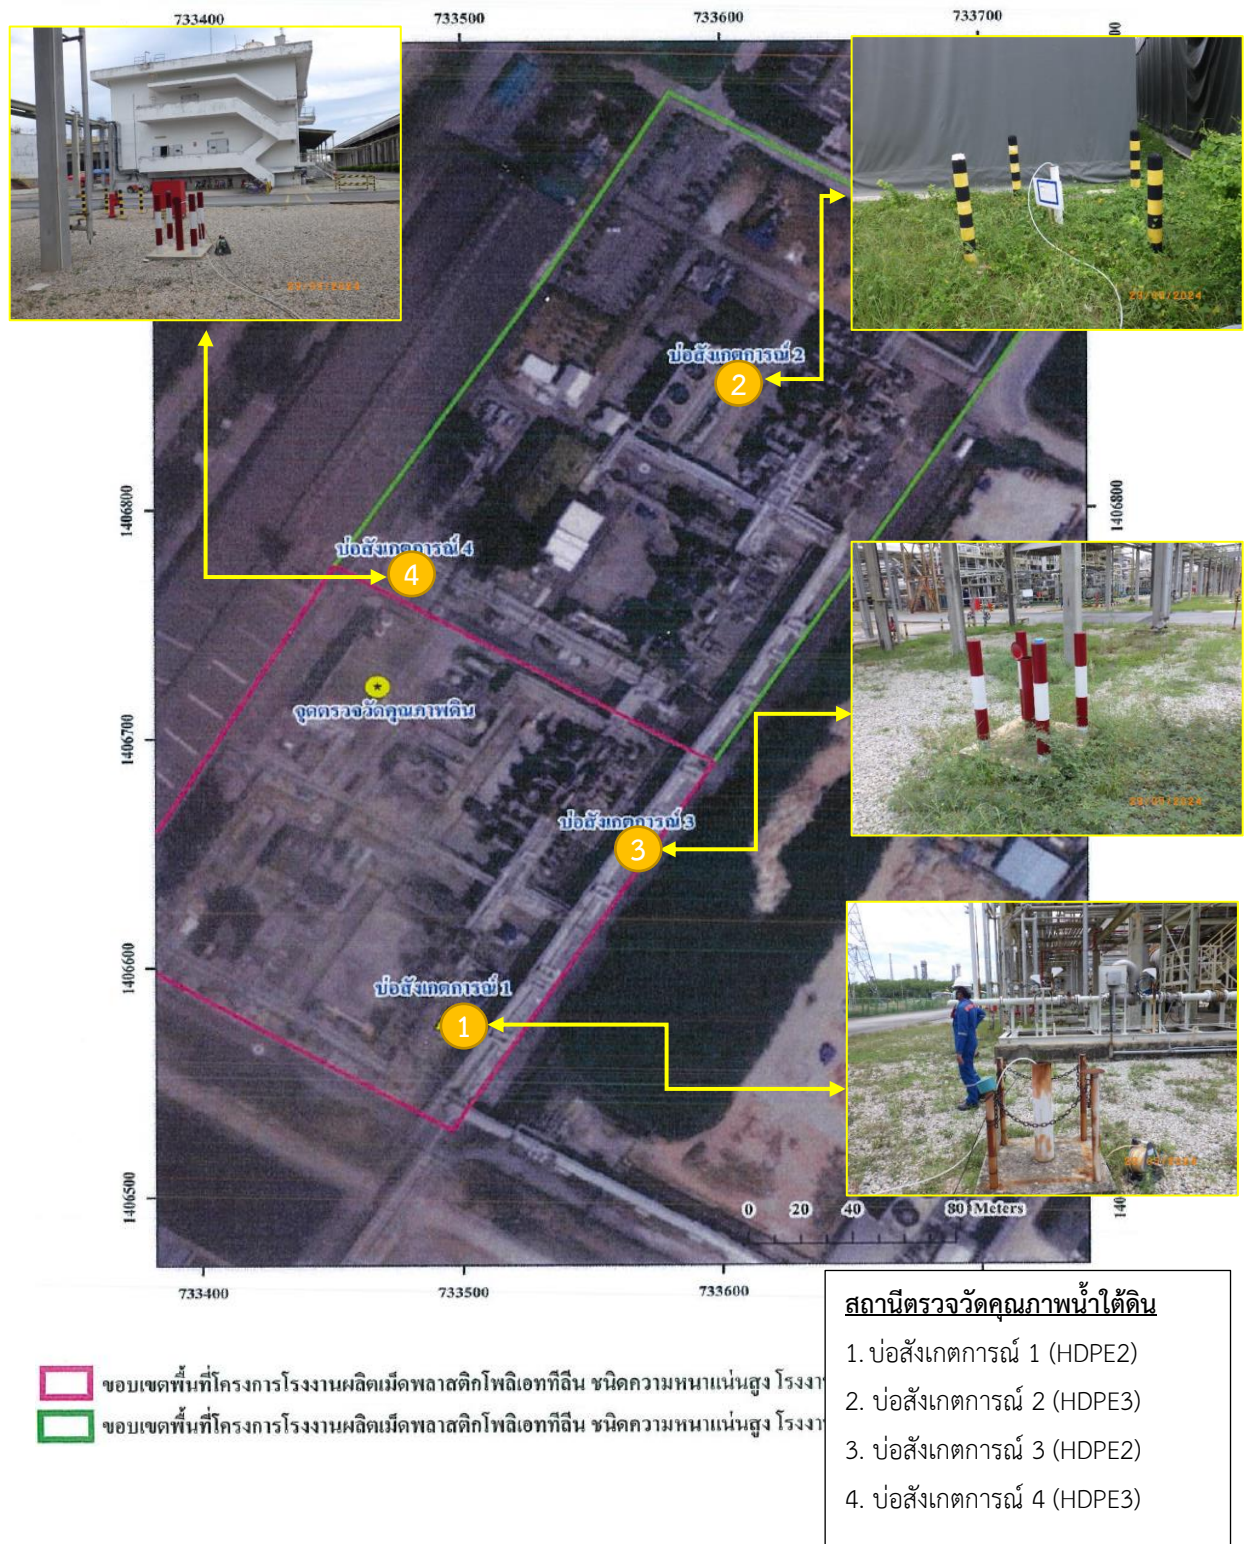 733400
733500
733600
733700
บ่อสังเกตการณ์ 2
2
1406800
1406800
บ่อสังเกตการณ์ 4
4
จุดตรวจวัดคุณภาพดิน
1406700
บ่อสังเกตการณ์ 3
3
1406600
บ่อสังเกตการณ์ 1
1
1406500
0 20 40 80 Meters
733400
733500
733600
สถานีตรวจวัดคุณภาพน้ำใต้ดิน
1. บ่อสังเกตการณ์ 1 (HDPE2)
2. บ่อสังเกตการณ์ 2 (HDPE3)
3. บ่อสังเกตการณ์ 3 (HDPE2)
4. บ่อสังเกตการณ์ 4 (HDPE3)
ขอบเขตพื้นที่โครงการโรงงานผลิตเม็ดพลาสติกโพลิเอททีลีน ชนิดความหนาแน่นสูง
ขอบเขตพื้นที่โครงการโรงงานผลิตเม็ดพลาสติกโพลิเอททีลีน ชนิดความหนาแน่นสูง